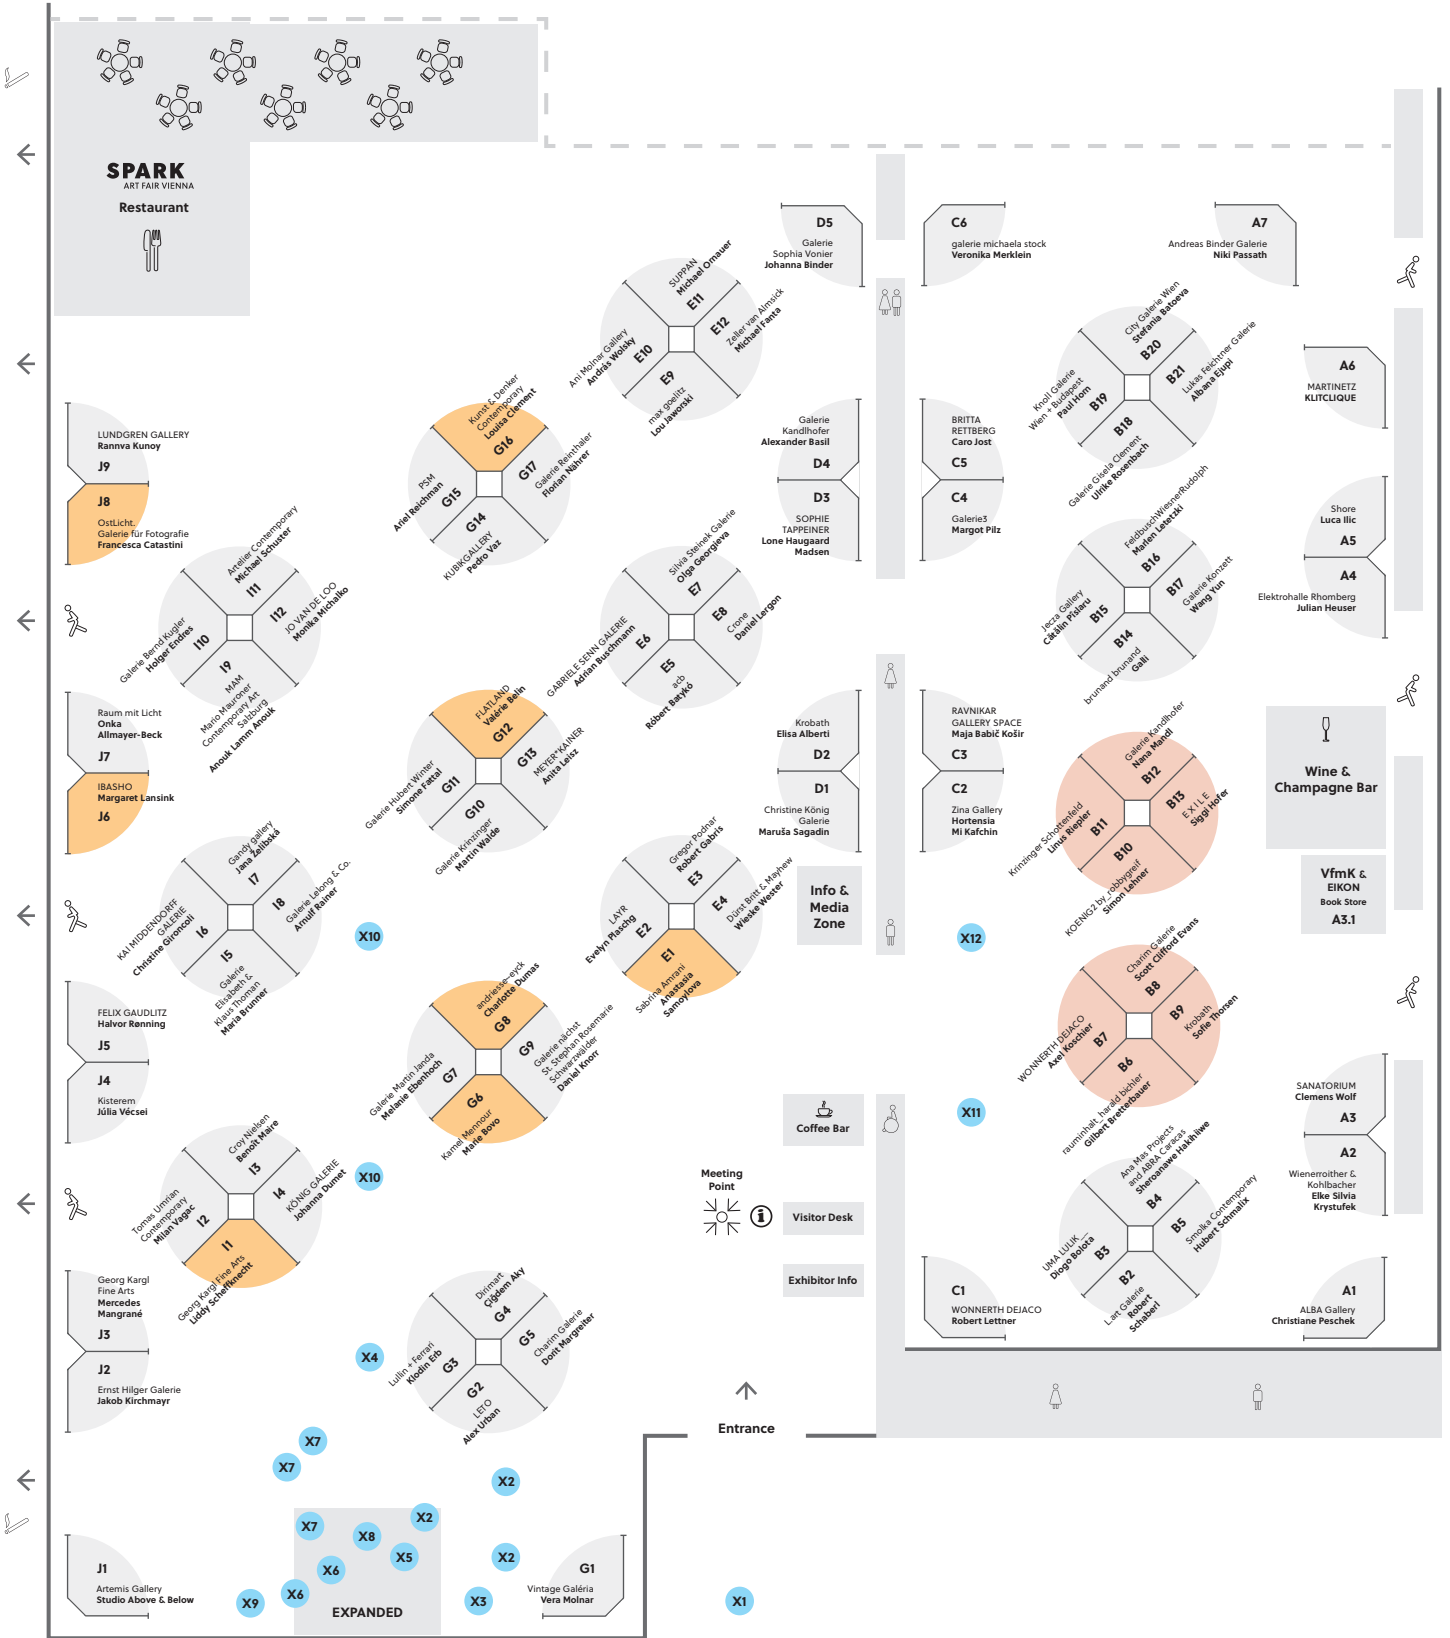 SPARK
ART FAIR VIENNA
Restaurant
D5
Galerie
Sophia Vonier
Johanna Binder
C6
galerie michaela stock
Veronika Merklein
A7
Andreas Binder Galerie
Niki Passath
SUPPAN
Michael Ornauer
E11
Zeller van Almsick
Michael Fanta
E12
Ani Molnar Gallery
András Wolsky
E10
E9
max goelitz
Lou Jaworski
City Galerie Wien
Stefania Batoeva
B20
Lukas Feichtner Galerie
Albana Ejupi
B21
Knoll Galerie
Wien + Budapest
Paul Horn
B19
B18
Galerie Gisela Clement
Ulrike Rosenbach
A6
MARTINETZ
KLITCLIQUE
LUNDGREN GALLERY
Rannva Kunoy
J9
J8
OstLicht.
Galerie für Fotografie
Francesca Catastini
Kunst & Denker
Contemporary
Louisa Clement
G16
Galerie Reinthaler
Florian Nährer
G17
PSM
Ariel Reichman
G15
G14
KUBIKGALLERY
Pedro Vaz
Galerie
Kandlhofer
Alexander Basil
D4
D3
SOPHIE
TAPPEINER
Lone Haugaard
Madsen
BRITTA
RETTBERG
Caro Jost
C5
C4
Galerie3
Margot Pilz
FeldbuschWiesnerRudolph
Marlen Letetzki
B16
Galerie Konzett
Wang Yun
B17
Jecza Gallery
Cătălin Pîslaru
B15
B14
brunand brunand
Galli
Shore
Luca Ilic
A5
A4
Elektrohalle Rhomberg
Julian Heuser
Artelier Contemporary
Michael Schuster
I11
JO VAN DE LOO
Monika Michalko
I12
Galerie Bernd Kugler
Holger Endres
I10
I9
MAM
Mario Mauroner
Contemporary Art
Salzburg
Anouk Lamm Anouk
Silvia Steinek Galerie
Olga Georgieva
E7
Crone
Daniel Lergon
E8
GABRIELE SENN GALERIE
Adrian Buschmann
E6
E5
acb
Róbert Batykó
Raum mit Licht
Onka
Allmayer-Beck
J7
IBASHO
Margaret Lansink
J6
FLATLAND
Valérie Belin
G12
MEYER*KAINER
Anita Leisz
G13
Galerie Hubert Winter
Simone Fattal
G11
G10
Galerie Krinzinger
Martin Walde
Krobath
Elisa Alberti
D2
D1
Christine König
Galerie
Maruša Sagadin
RAVNIKAR
GALLERY SPACE
Maja Babič Košir
C3
C2
Zina Gallery
Hortensia
Mi Kafchin
Galerie Kandlhofer
Nana Mandl
B12
E X I L E
Siggi Hofer
B13
Krinzinger Schottenfeld
Linus Riepler
B11
B10
KOENIG2 by_robbygreif
Simon Lehner
Wine &
Champagne Bar
VfmK &
EIKON
Book Store
A3.1
Gandy gallery
Jana Želibská
I7
Galerie Lelong & Co.
Arnulf Rainer
I8
KAI MIDDENDORFF
GALERIE
Christine Gironcoli
I6
I5
Galerie
Elisabeth &
Klaus Thoman
Maria Brunner
X10
Gregor Podnar
Robert Gabris
E3
Dürst Britt & Mayhew
Wieske Wester
E4
LAYR
Evelyn Plaschg
E2
E1
Sabrina Amrani
Anastasia
Samoylova
Info &
Media
Zone
X12
Charim Galerie
Scott Clifford Evans
B8
Krobath
Sofie Thorsen
B9
WONNERTH DEJACO
Axel Koschier
B7
B6
rauminhalt_harald bichler
Gilbert Bretterbauer
FELIX GAUDLITZ
Halvor Rønning
J5
J4
Kisterem
Júlia Vécsei
andriesse~eyck
Charlotte Dumas
G8
Galerie nächst
St. Stephan Rosemarie
Schwarzwälder
Daniel Knorr
G9
Galerie Martin Janda
Melanie Ebenhoch
G7
G6
Kamel Mennour
Marie Bovo
X11
Coffee Bar
SANATORIUM
Clemens Wolf
A3
A2
Wienerroither &
Kohlbacher
Elke Silvia
Krystufek
Croy Nielsen
Benoît Maire
I3
KÖNIG GALERIE
Johanna Dumet
I4
Tomas Umrian
Contemporary
Milan Vagac
I2
I1
Georg Kargl Fine Arts
Liddy Scheffknecht
X10
Meeting
Point
Visitor Desk
Exhibitor Info
Ana Mas Projects
and ABRA Caracas
Sheroanawe Hakihiiwe
B4
Smolka Contemporary
Hubert Schmalix
B5
UMA LULIK__
Diogo Bolota
B3
B2
L.art Galerie
Robert
Schaberl
Georg Kargl
Fine Arts
Mercedes
Mangrané
J3
J2
Ernst Hilger Galerie
Jakob Kirchmayr
X4
Dirimart
Çiğdem Aky
G4
Charim Galerie
Dorit Margreiter
G5
Lullin + Ferrari
Klodin Erb
G3
G2
LETO
Alex Urban
C1
WONNERTH DEJACO
Robert Lettner
A1
ALBA Gallery
Christiane Peschek
Entrance
X7
X7
X2
X7
X8
X2
X5
X2
X6
X6
X9
X3
X1
EXPANDED
J1
Artemis Gallery
Studio Above & Below
G1
Vintage Galéria
Vera Molnar